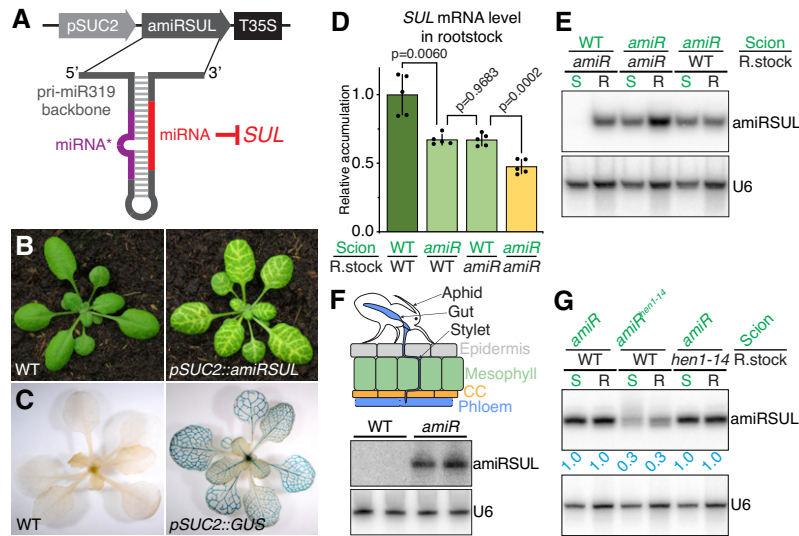 A
pSUC2
amiRSUL
T35S
5'
3'
pri-miR319
backbone
miRNA*
miRNA
SUL
B
WT
pSUC2::amiRSUL
C
WT
pSUC2::GUS
D
SUL mRNA level
in rootstock
p=0.0060
p=0.9683
p=0.0002
Relative accumulation
1.0
0.5
0.0
Scion WT amiR WT amiR
R.stock WT WT amiR amiR
E
WT amiR amiR Scion
amiR amiR WT R.stock
S R S R S R
amiRSUL
U6
F
Aphid
Gut
Stylet
Epidermis
Mesophyll
CC
Phloem
WT amiR
amiRSUL
U6
G
amiR amiRhen1-14 amiR Scion
WT WT hen1-14 R.stock
S R S R S R
amiRSUL
1.0 1.0 0.3 0.3 1.0 1.0
U6